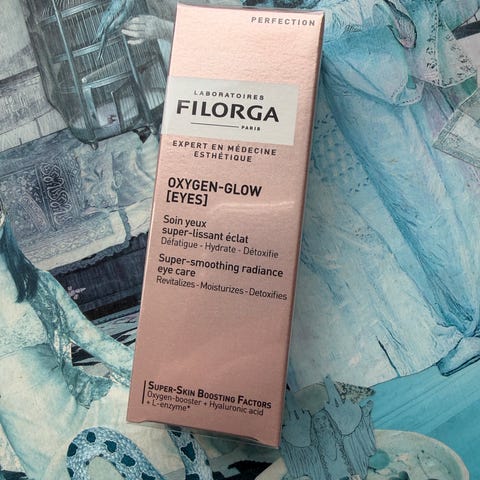 PERFECTION
LABORATOIRES
FILORGA
PARIS
EXPERT EN MÉDECINE
ESTHÉTIQUE
OXYGEN-GLOW
[EYES]
Soin yeux
super-lissant éclat
Défatigue - Hydrate - Détoxifie
Super-smoothing radiance
eye care
Revitalizes - Moisturizes - Detoxifies
SUPER-SKIN BOOSTING FACTORS
Oxygen-booster + Hyaluronic acid
+ L-enzyme*